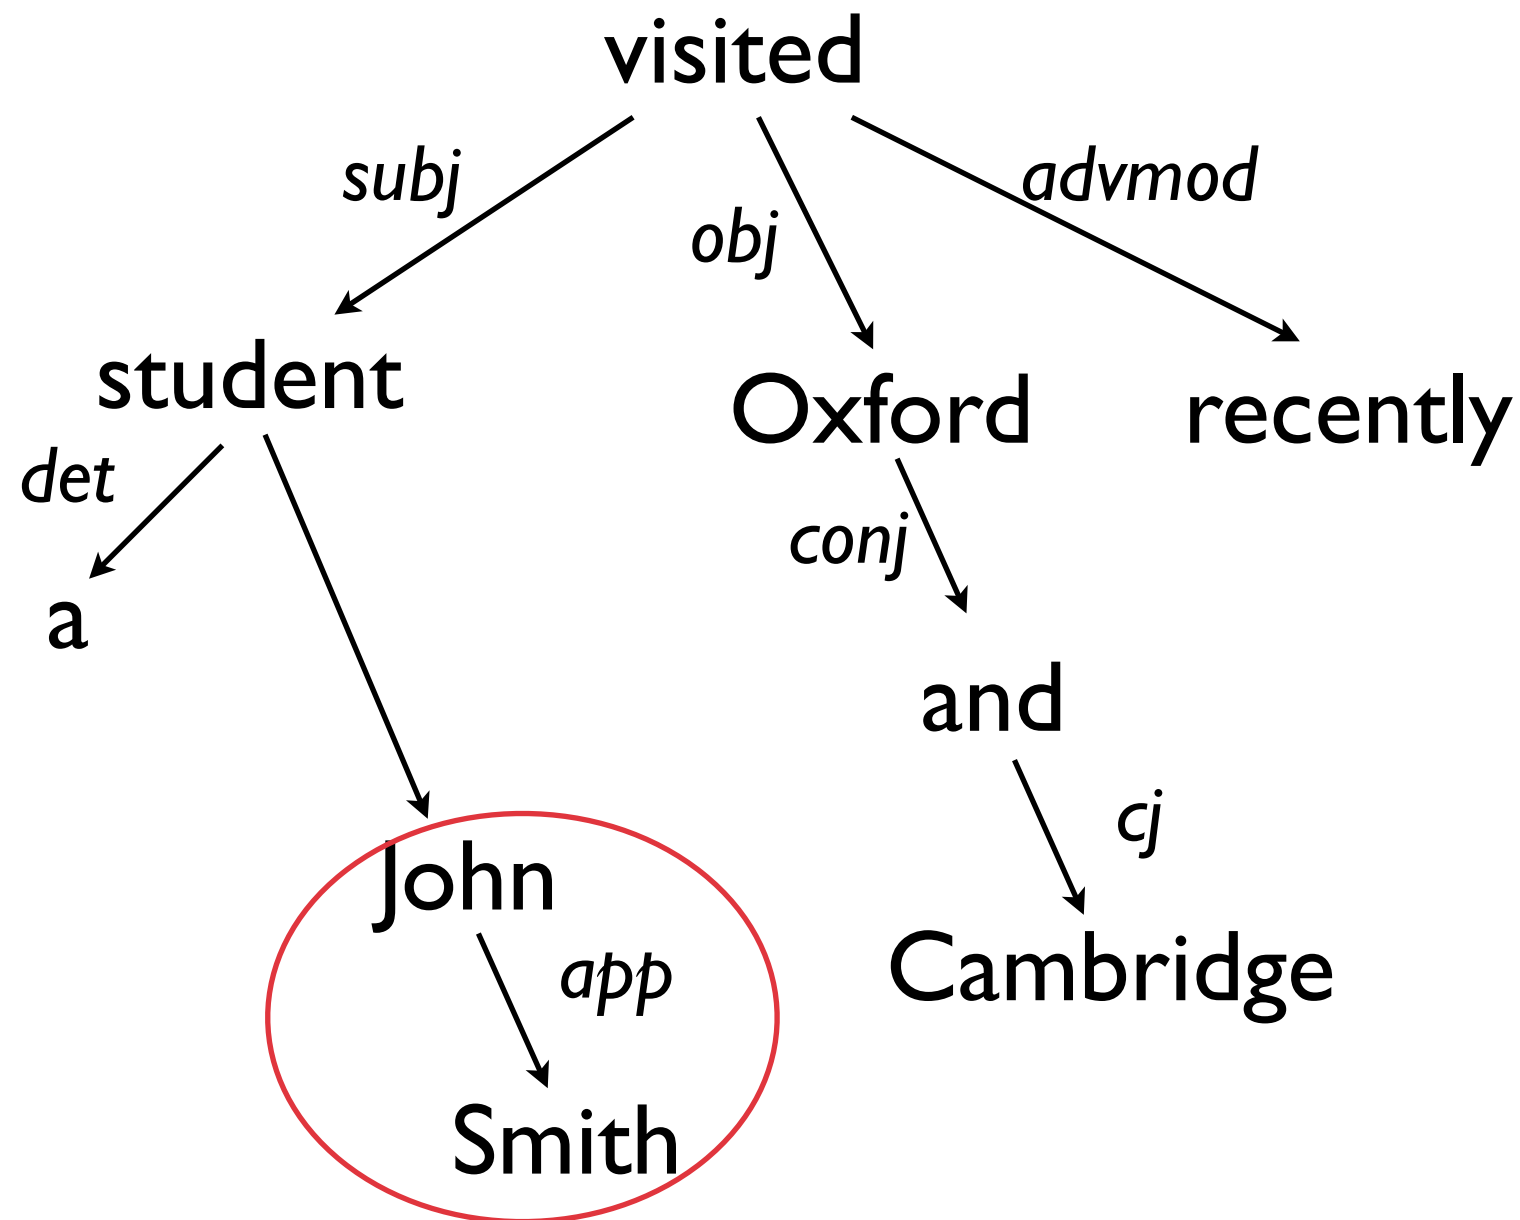 visited
subj
obj
advmod
student
Oxford
recently
det
conj
a
and
John
cj
app
Cambridge
Smith